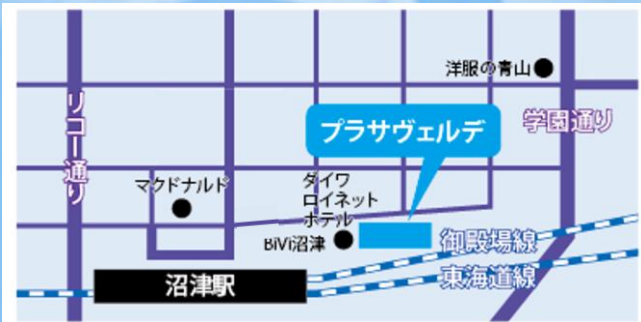 洋服の青山
リコー通り
学園通り
プラサヴェルデ
マクドナルド
ダイワ
ロイネット
ホテル
BiVi沼津
御殿場線
東海道線
沼津駅